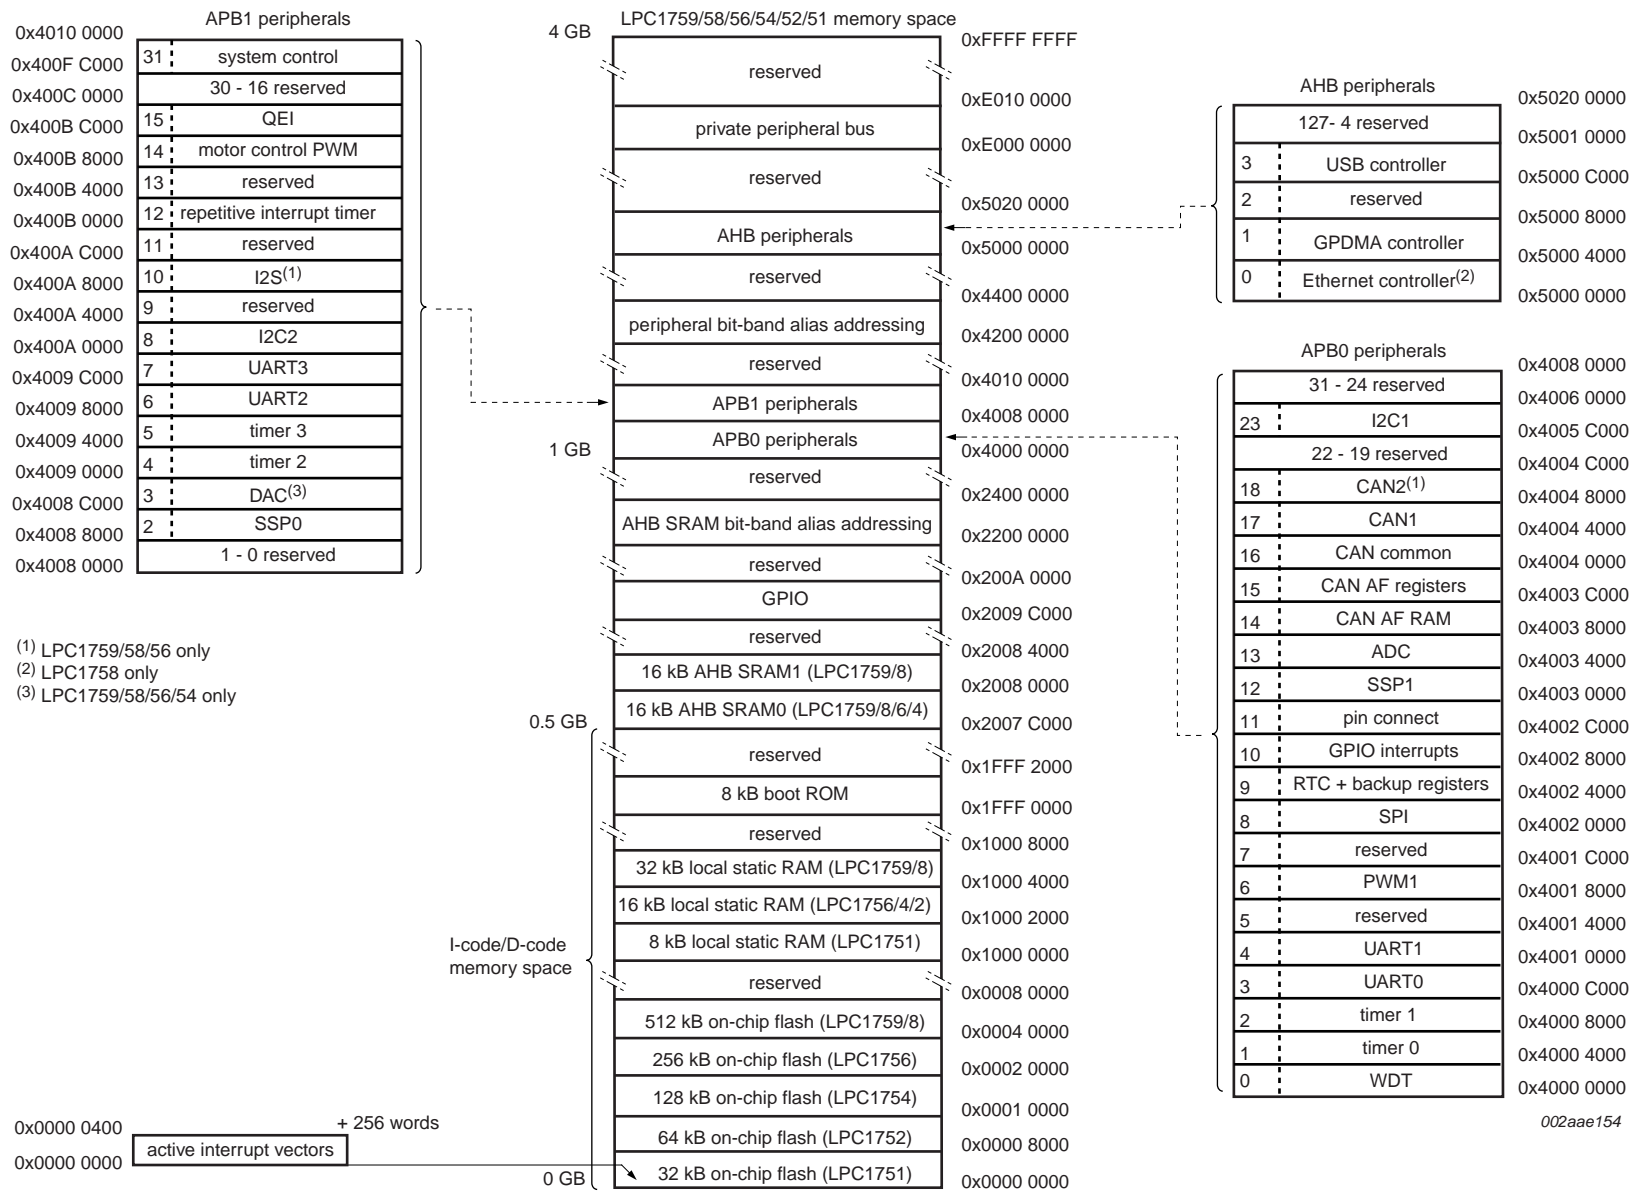 APB1 peripherals
0x4010 0000
31 system control
0x400F C000
30 - 16 reserved
0x400C 0000
15 QEI
0x400B C000
14 motor control PWM
0x400B 8000
13 reserved
0x400B 4000
12 repetitive interrupt timer
0x400B 0000
11 reserved
0x400A C000
10 I2S(1)
0x400A 8000
9 reserved
0x400A 4000
8 I2C2
0x400A 0000
7 UART3
0x4009 C000
6 UART2
0x4009 8000
5 timer 3
0x4009 4000
4 timer 2
0x4009 0000
3 DAC(3)
0x4008 C000
2 SSP0
0x4008 8000
1 - 0 reserved
0x4008 0000
(1) LPC1759/58/56 only
(2) LPC1758 only
(3) LPC1759/58/56/54 only
0x0000 0400
+ 256 words
active interrupt vectors
0x0000 0000
LPC1759/58/56/54/52/51 memory space
4 GB
0xFFFF FFFF
reserved
0xE010 0000
private peripheral bus
0xE000 0000
reserved
0x5020 0000
AHB peripherals
0x5000 0000
reserved
0x4400 0000
peripheral bit-band alias addressing
0x4200 0000
reserved
0x4010 0000
APB1 peripherals
0x4008 0000
APB0 peripherals
1 GB
0x4000 0000
reserved
0x2400 0000
AHB SRAM bit-band alias addressing
0x2200 0000
reserved
0x200A 0000
GPIO
0x2009 C000
reserved
0x2008 4000
16 kB AHB SRAM1 (LPC1759/8)
0x2008 0000
16 kB AHB SRAM0 (LPC1759/8/6/4)
0.5 GB
0x2007 C000
reserved
0x1FFF 2000
8 kB boot ROM
0x1FFF 0000
reserved
0x1000 8000
32 kB local static RAM (LPC1759/8)
0x1000 4000
16 kB local static RAM (LPC1756/4/2)
0x1000 2000
8 kB local static RAM (LPC1751)
0x1000 0000
I-code/D-code
memory space
reserved
0x0008 0000
512 kB on-chip flash (LPC1759/8)
0x0004 0000
256 kB on-chip flash (LPC1756)
0x0002 0000
128 kB on-chip flash (LPC1754)
0x0001 0000
64 kB on-chip flash (LPC1752)
0x0000 8000
32 kB on-chip flash (LPC1751)
0 GB
0x0000 0000
AHB peripherals
0x5020 0000
127- 4 reserved
0x5001 0000
3 USB controller
0x5000 C000
2 reserved
0x5000 8000
1 GPDMA controller
0x5000 4000
0 Ethernet controller(2)
0x5000 0000
APB0 peripherals
0x4008 0000
31 - 24 reserved
0x4006 0000
23 I2C1
0x4005 C000
22 - 19 reserved
0x4004 C000
18 CAN2(1)
0x4004 8000
17 CAN1
0x4004 4000
16 CAN common
0x4004 0000
15 CAN AF registers
0x4003 C000
14 CAN AF RAM
0x4003 8000
13 ADC
0x4003 4000
12 SSP1
0x4003 0000
11 pin connect
0x4002 C000
10 GPIO interrupts
0x4002 8000
9 RTC + backup registers
0x4002 4000
8 SPI
0x4002 0000
7 reserved
0x4001 C000
6 PWM1
0x4001 8000
5 reserved
0x4001 4000
4 UART1
0x4001 0000
3 UART0
0x4000 C000
2 timer 1
0x4000 8000
1 timer 0
0x4000 4000
0 WDT
0x4000 0000
002aae154